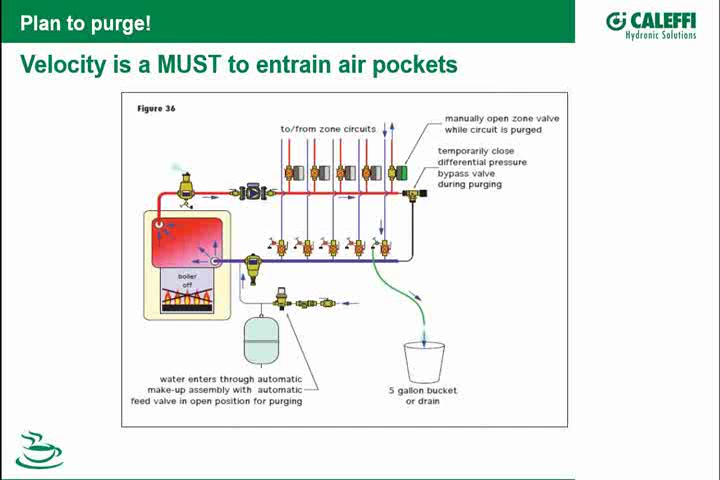 Plan to purge!
CALEFFI
Hydronic Solutions
Velocity is a MUST to entrain air pockets
Figure 36
to/from zone circuits
manually open zone valve
while circuit is purged
temporarily close
differential pressure
bypass valve
during purging
boiler
off
water enters through automatic
make-up assembly with automatic
feed valve in open position for purging
5 gallon bucket
or drain